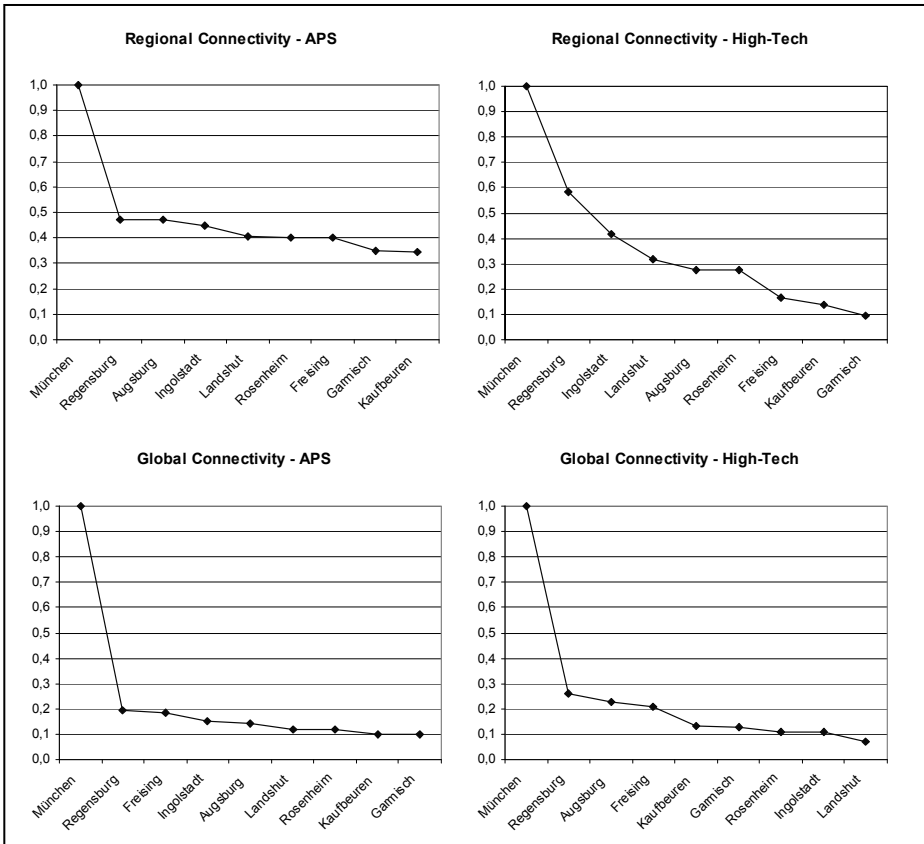 Regional Connectivity - APS
1,0
0,9
0,8
0,7
0,6
0,5
0,4
0,3
0,2
0,1
0,0
München
Regensburg
Augsburg
Ingolstadt
Landshut
Rosenheim
Freising
Garmisch
Kaufbeuren
Regional Connectivity - High-Tech
1,0
0,9
0,8
0,7
0,6
0,5
0,4
0,3
0,2
0,1
0,0
München
Regensburg
Ingolstadt
Landshut
Augsburg
Rosenheim
Freising
Kaufbeuren
Garmisch
Global Connectivity - APS
1,0
0,9
0,8
0,7
0,6
0,5
0,4
0,3
0,2
0,1
0,0
München
Regensburg
Freising
Ingolstadt
Augsburg
Landshut
Rosenheim
Kaufbeuren
Garmisch
Global Connectivity - High-Tech
1,0
0,9
0,8
0,7
0,6
0,5
0,4
0,3
0,2
0,1
0,0
München
Regensburg
Augsburg
Freising
Kaufbeuren
Garmisch
Rosenheim
Ingolstadt
Landshut